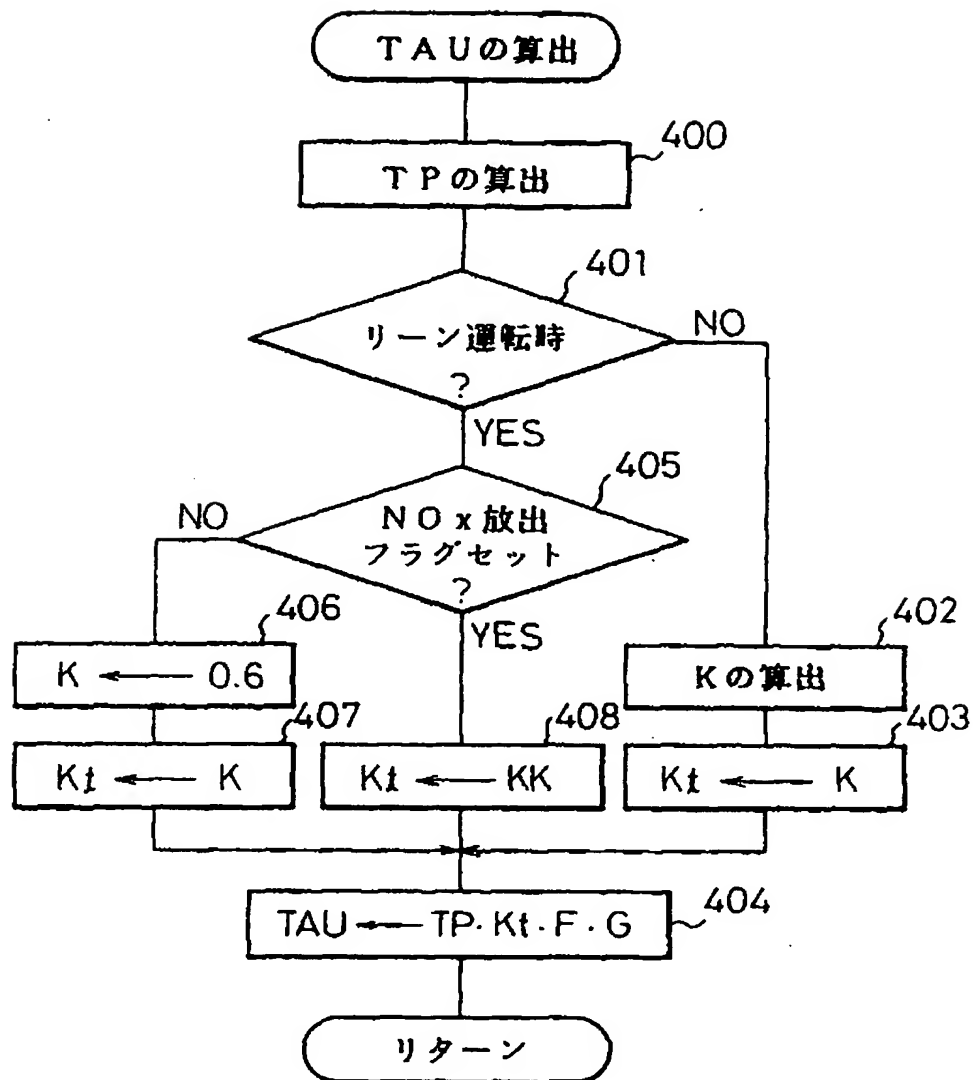 TAUの算出
400
TPの算出
401
リーン運転時
?
NO
YES
405
NOx放出
フラグセット
?
NO
YES
406
K ← 0.6
402
Kの算出
407
Kt ← K
408
Kt ← KK
403
Kt ← K
404
TAU ← TP・Kt・F・G
リターン